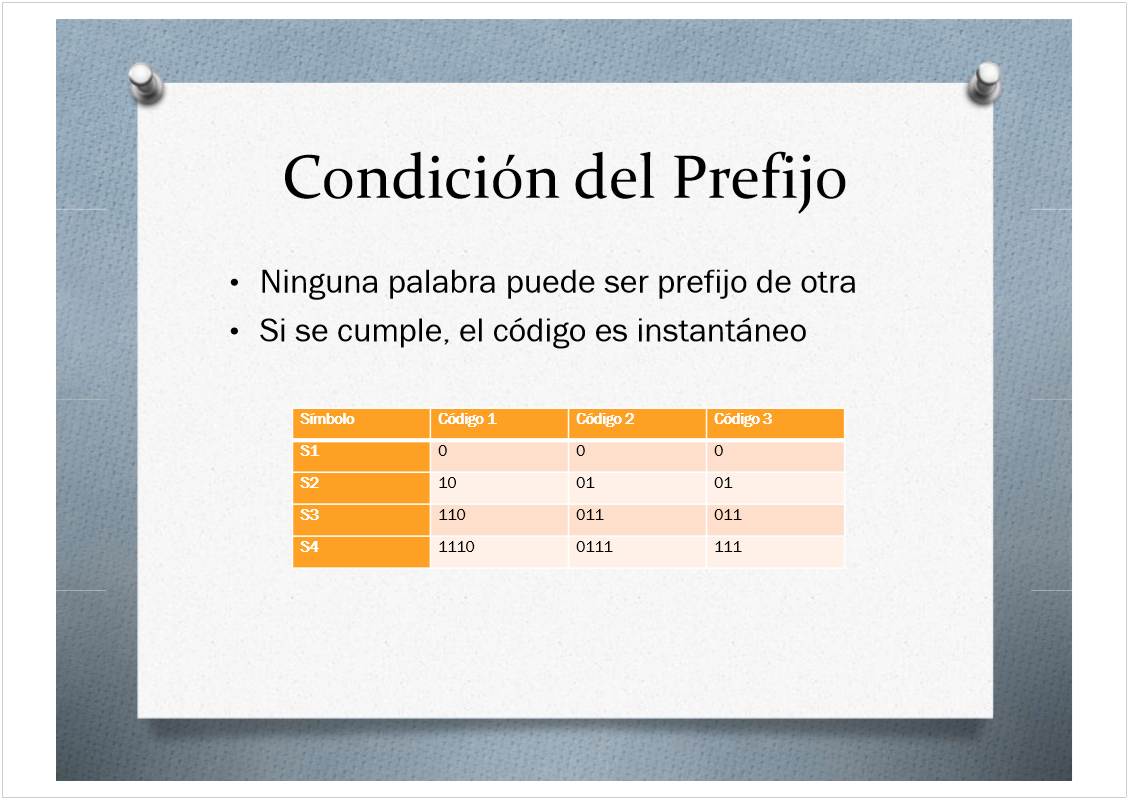 Condición del Prefijo
• Ninguna palabra puede ser prefijo de otra
• Si se cumple, el código es instantáneo
Símbolo Código 1 Código 2 Código 3
S1 0 0 0
S2 10 01 01
S3 110 011 011
S4 1110 0111 111